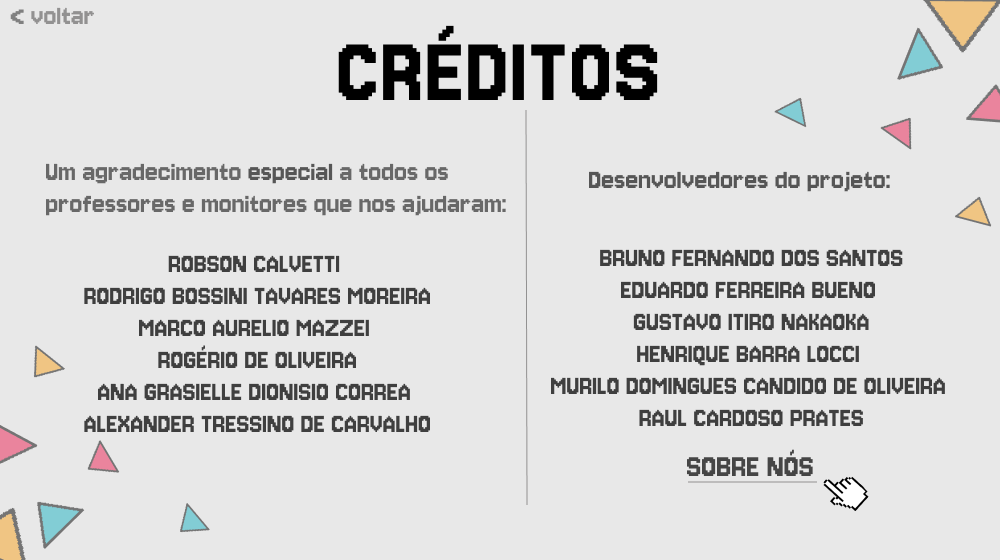 < voltar
CRÉDITOS
Um agradecimento especial a todos os
professores e monitores que nos ajudaram:
ROBSON CALVETTI
RODRIGO BOSSINI TAVARES MOREIRA
MARCO AURELIO MAZZEI
ROGÉRIO DE OLIVEIRA
ANA GRASIELLE DIONISIO CORREA
ALEXANDER TRESSINO DE CARVALHO
Desenvolvedores do projeto:
BRUNO FERNANDO DOS SANTOS
EDUARDO FERREIRA BUENO
GUSTAVO ITIRO NAKAOKA
HENRIQUE BARRA LOCCI
MURILO DOMINGUES CANDIDO DE OLIVEIRA
RAUL CARDOSO PRATES
SOBRE NÓS